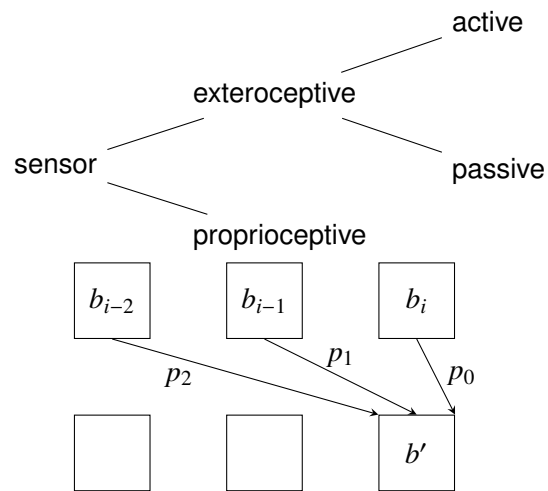 active
exteroceptive
sensor
passive
proprioceptive
b_{i−2} b_{i−1} b_i
p_2 p_1 p_0
b′